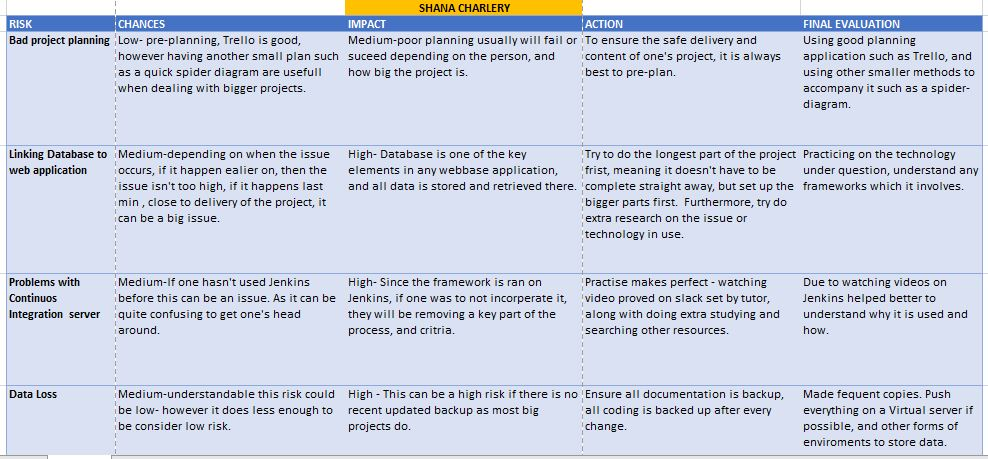 SHANA CHARLERY
RISK CHANCES IMPACT ACTION FINAL EVALUATION
Bad project planning
Low- pre-planning, Trello is good,
however having another small plan such
as a quick spider diagram are usefull
when dealing with bigger projects.
Medium-poor planning usually will fail or
suceed depending on the person, and
how big the project is.
To ensure the safe delivery and
content of one's project, it is always
best to pre-plan.
Using good planning
application such as Trello, and
using other smaller methods to
accompany it such as a spider-
diagram.
Linking Database to
web application
Medium-depending on when the issue
occurs, if it happen ealier on, then the
issue isn't too high, if it happens last
min , close to delivery of the project, it
can be a big issue.
High- Database is one of the key
elements in any webbase application,
and all data is stored and retrieved there.
Try to do the longest part of the project
frist, meaning it doesn't have to be
complete straight away, but set up the
bigger parts first. Furthermore, try do
extra research on the issue or
technology in use.
Practicing on the technology
under question, understand any
frameworks which it involves.
Problems with
Continuos
Integration server
Medium-If one hasn't used Jenkins
before this can be an issue. As it can be
quite confusing to get one's head
around.
High- Since the framework is ran on
Jenkins, if one was to not incorperate it,
they will be removing a key part of the
process, and critria.
Practise makes perfect - watching
video proved on slack set by tutor,
along with doing extra studying and
searching other resources.
Due to watching videos on
Jenkins helped better to
understand why it is used and
how.
Data Loss
Medium-understandable this risk could
be low- however it does less enough to
be consider low risk.
High - This can be a high risk if there is no
recent updated backup as most big
projects do.
Ensure all documentation is backup,
all coding is backed up after every
change.
Made fequent copies. Push
everything on a Virtual server if
possible, and other forms of
enviroments to store data.